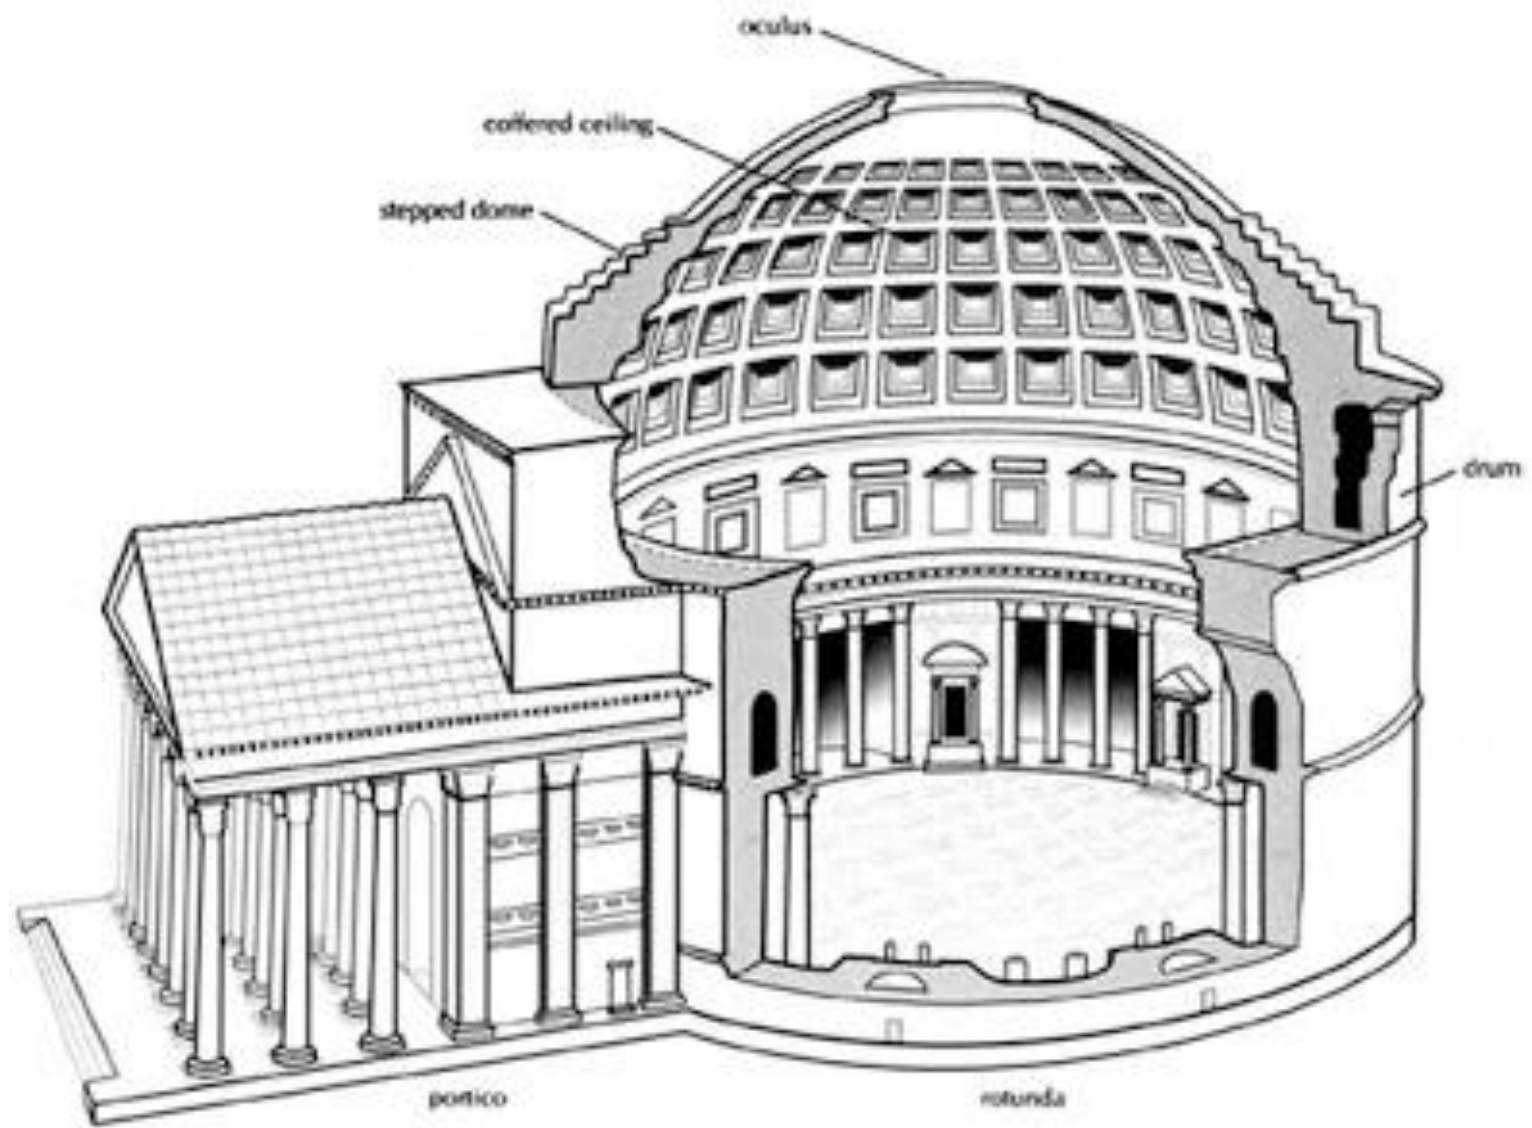 oculus
coffered ceiling
stepped dome
drum
portico
rotunda